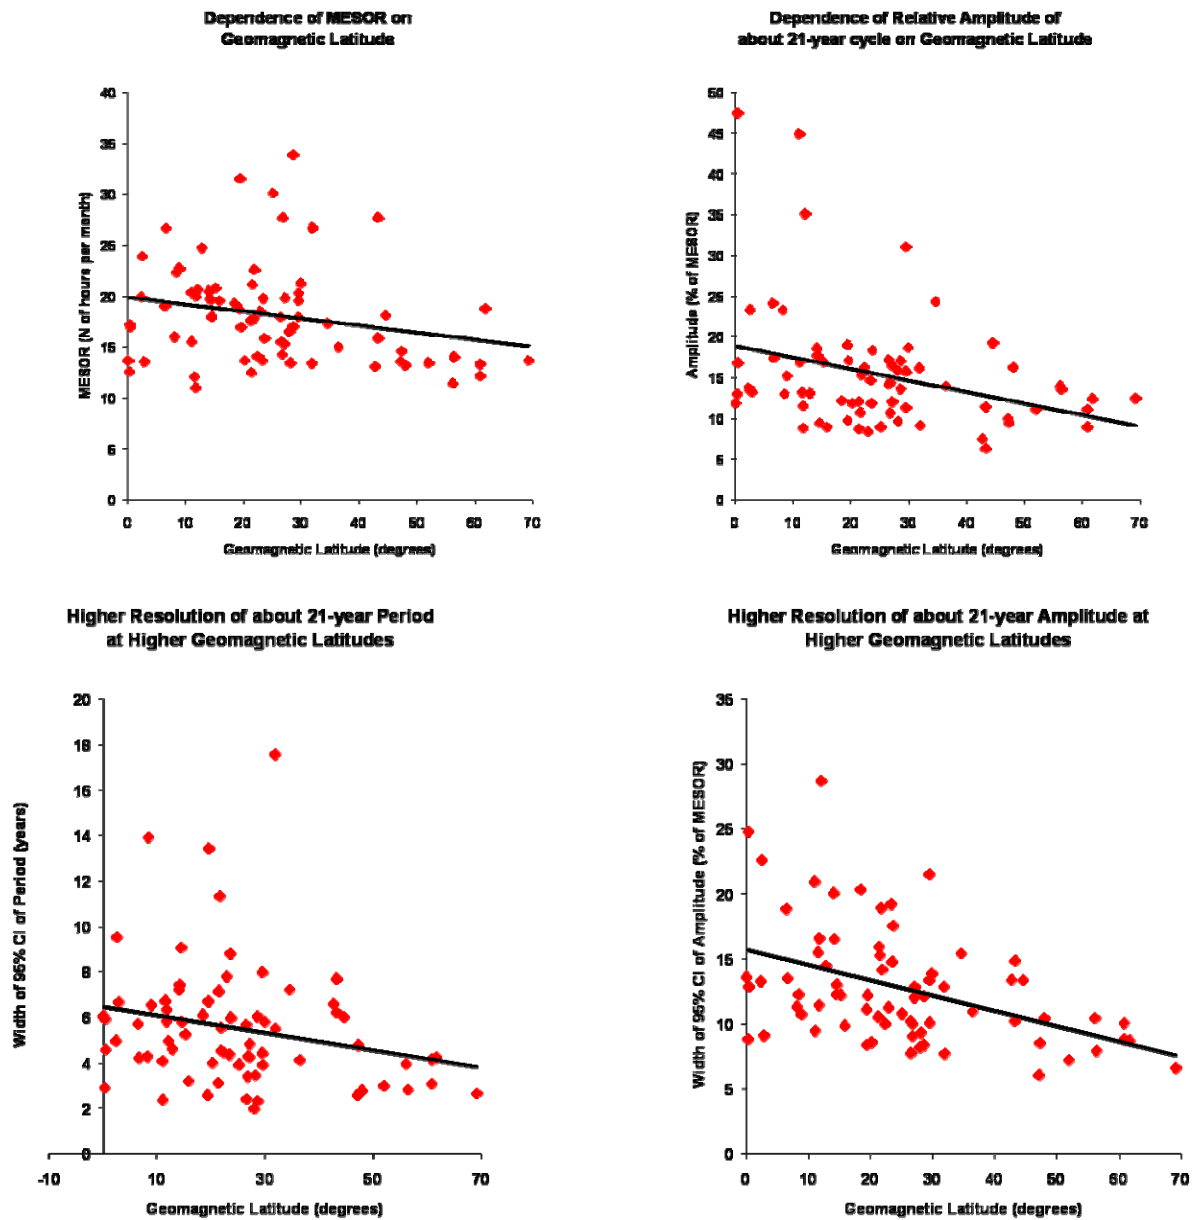 Dependence of MESOR on
Geomagnetic Latitude
40
35
30
25
20
15
10
5
0
MESOR (N of hours per month)
0 10 20 30 40 50 60 70
Geomagnetic Latitude (degrees)
Dependence of Relative Amplitude of
about 21-year cycle on Geomagnetic Latitude
50
45
40
35
30
25
20
15
10
5
0
Amplitude (% of MESOR)
0 10 20 30 40 50 60 70
Geomagnetic Latitude (degrees)
Higher Resolution of about 21-year Period
at Higher Geomagnetic Latitudes
20
18
16
14
12
10
8
6
4
2
0
Width of 95% CI of Period (years)
-10 10 30 50 70
Geomagnetic Latitude (degrees)
Higher Resolution of about 21-year Amplitude at
Higher Geomagnetic Latitudes
35
30
25
20
15
10
5
0
Width of 95% CI of Amplitude (% of MESOR)
0 10 20 30 40 50 60 70
Geomagnetic Latitude (degrees)